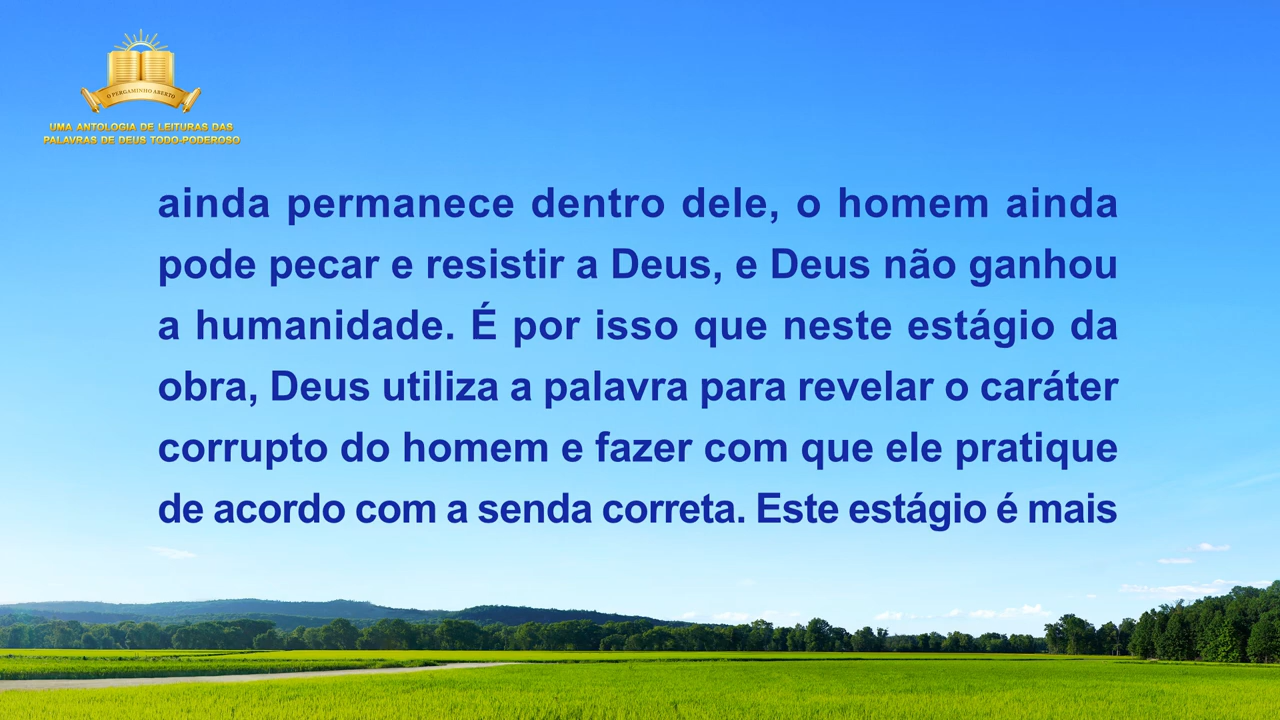 O PERGAMINHO ABERTO
UMA ANTOLOGIA DE LEITURAS DAS
PALAVRAS DE DEUS TODO-PODEROSO
ainda permanece dentro dele, o homem ainda
pode pecar e resistir a Deus, e Deus não ganhou
a humanidade. É por isso que neste estágio da
obra, Deus utiliza a palavra para revelar o caráter
corrupto do homem e fazer com que ele pratique
de acordo com a senda correta. Este estágio é mais